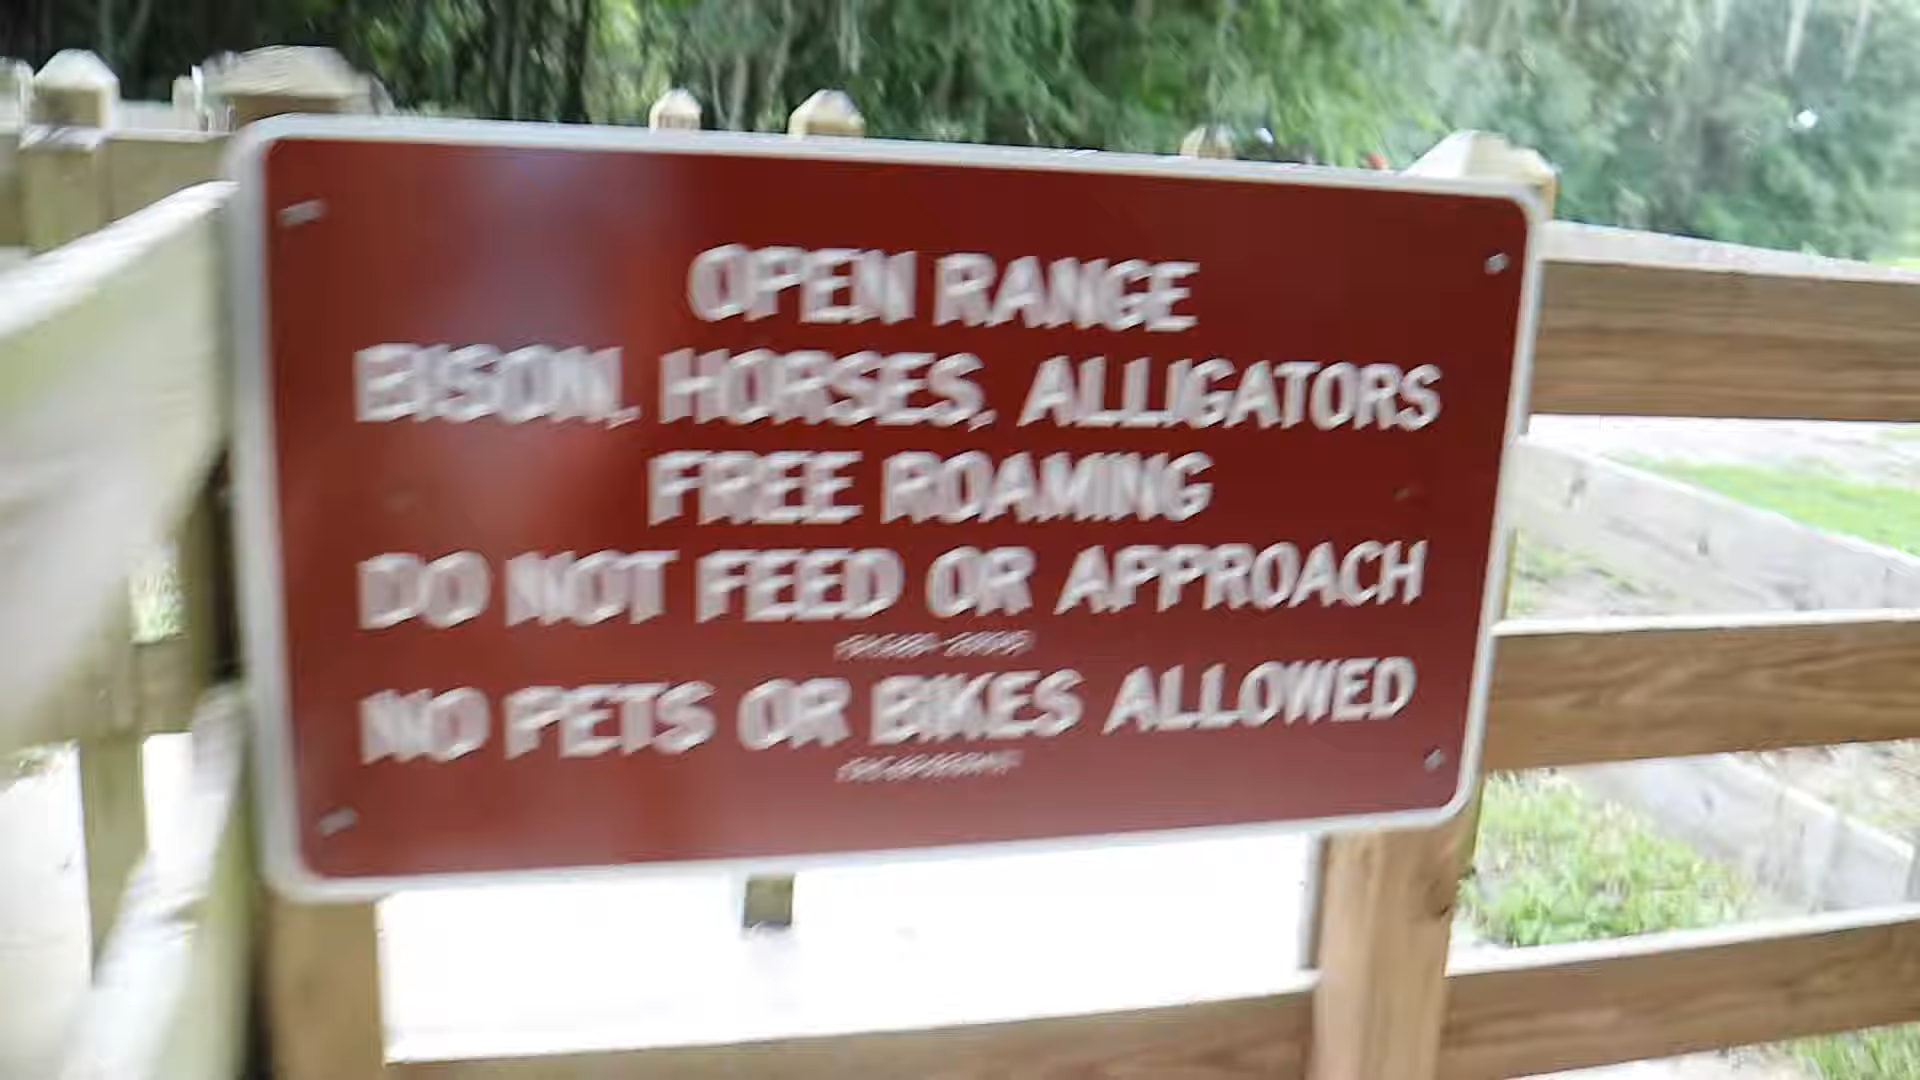 OPEN RANGE
BISON, HORSES, ALLIGATORS
FREE ROAMING
DO NOT FEED OR APPROACH
NO PETS OR BIKES ALLOWED